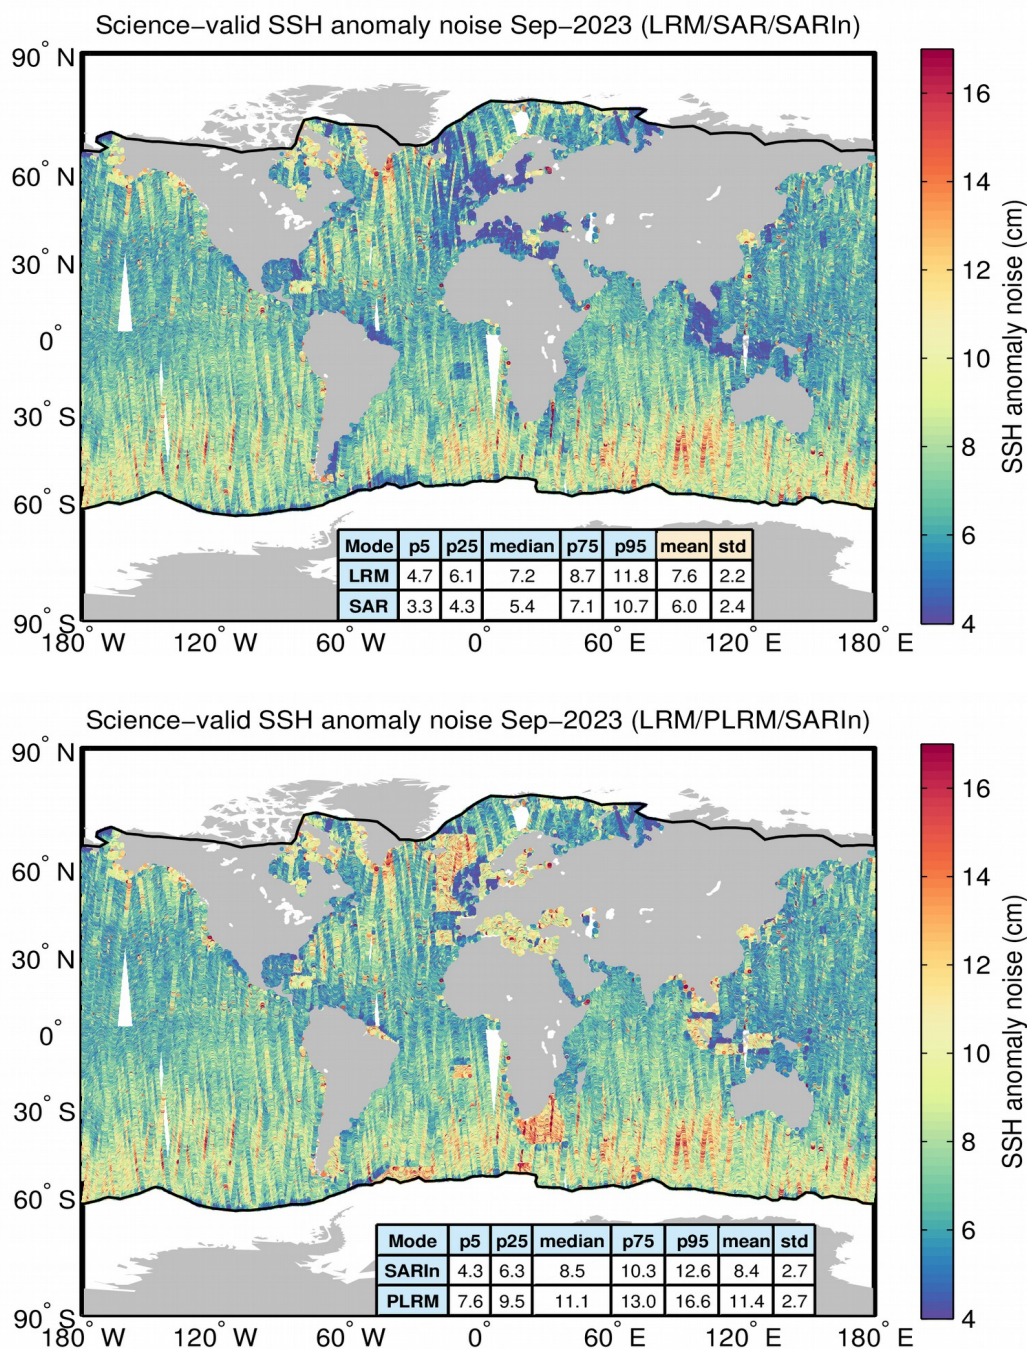 Science−valid SSH anomaly noise Sep−2023 (LRM/SAR/SARIn)
90° N
60° N
30° N
0°
30° S
60° S
90° S
180° W 120° W 60° W 0° 60° E 120° E 180° E
Mode p5 p25 median p75 p95 mean std
LRM 4.7 6.1 7.2 8.7 11.8 7.6 2.2
SAR 3.3 4.3 5.4 7.1 10.7 6.0 2.4
16
14
12
10
8
6
4
SSH anomaly noise (cm)
Science−valid SSH anomaly noise Sep−2023 (LRM/PLRM/SARIn)
90° N
60° N
30° N
0°
30° S
60° S
90° S
180° W 120° W 60° W 0° 60° E 120° E 180° E
Mode p5 p25 median p75 p95 mean std
SARIn 4.3 6.3 8.5 10.3 12.6 8.4 2.7
PLRM 7.6 9.5 11.1 13.0 16.6 11.4 2.7
16
14
12
10
8
6
4
SSH anomaly noise (cm)